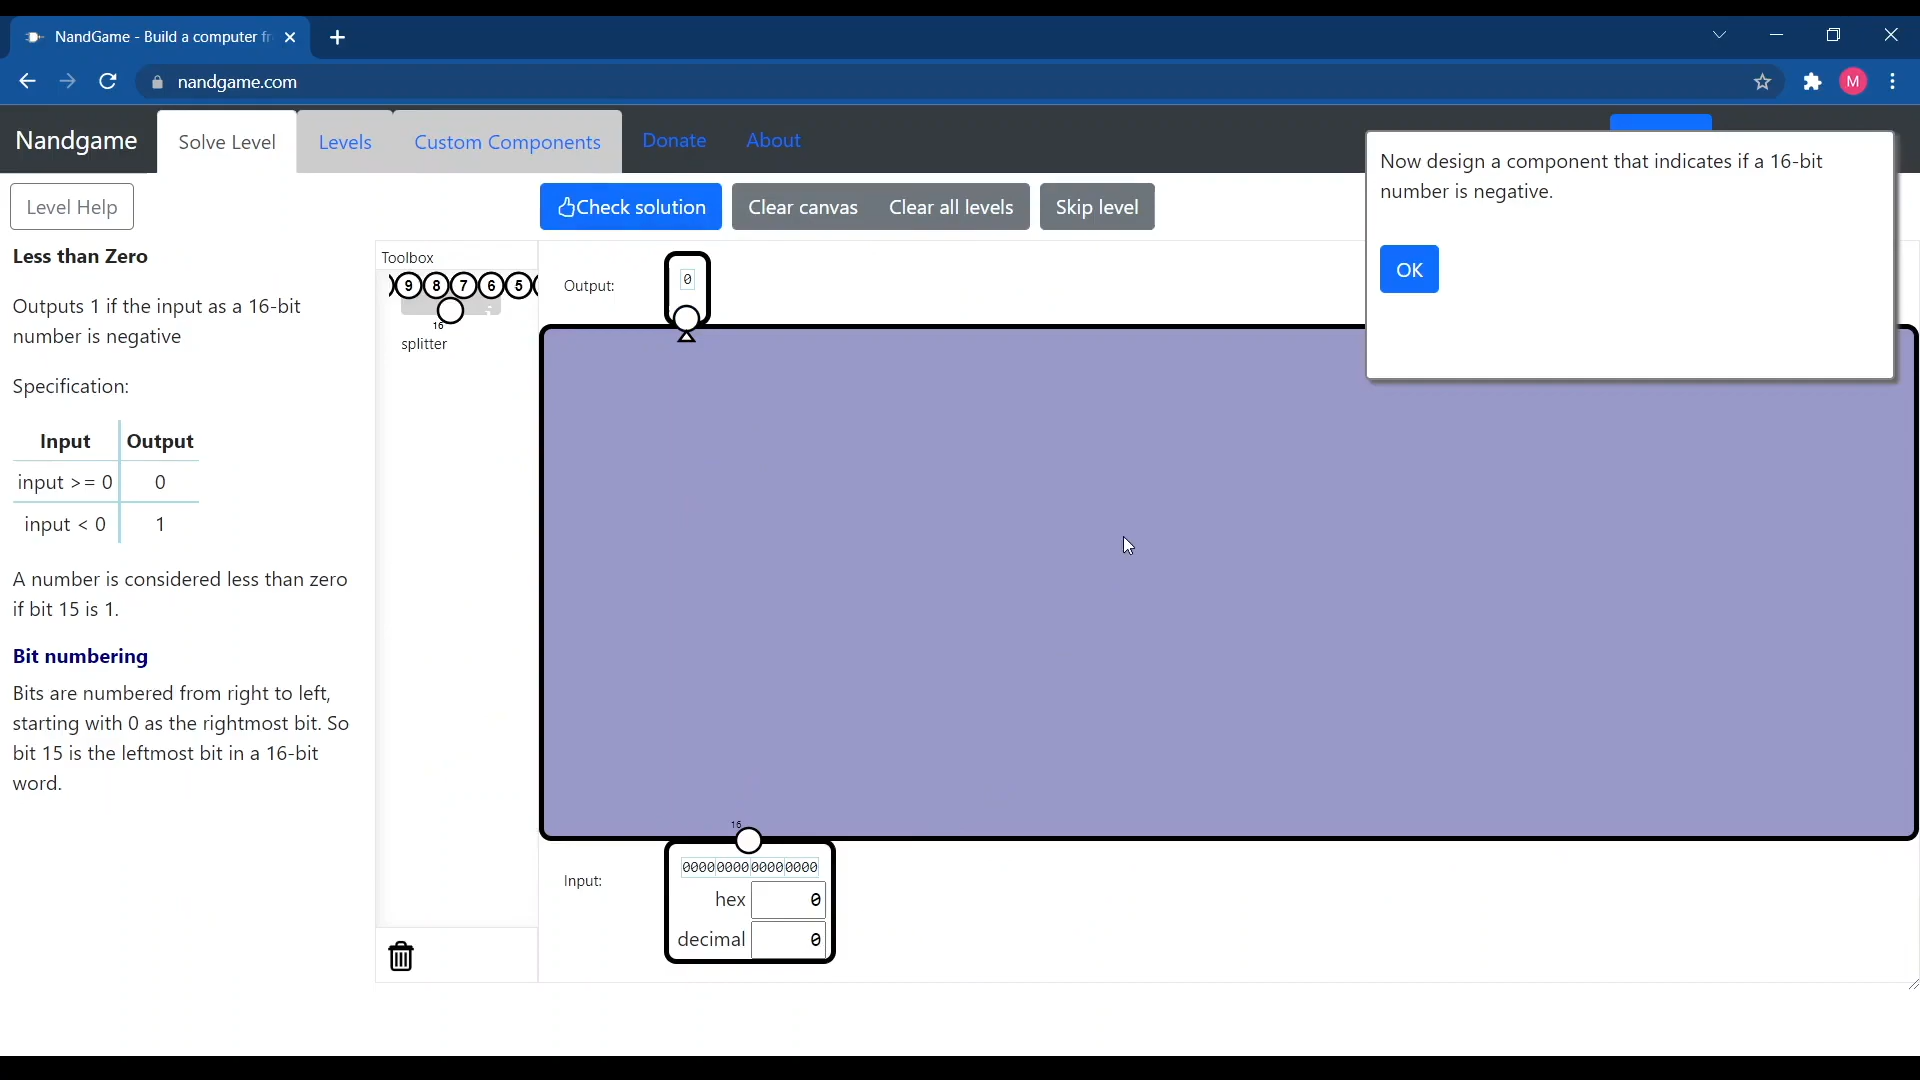 NandGame - Build a computer fr
nandgame.com
M
Nandgame
Solve Level
Levels
Custom Components
Donate
About
Now design a component that indicates if a 16-bit
number is negative.
OK
Level Help
Check solution
Clear canvas
Clear all levels
Skip level
Less than Zero
Outputs 1 if the input as a 16-bit
number is negative
Specification:
Input Output
input >= 0 0
input < 0 1
A number is considered less than zero
if bit 15 is 1.
Bit numbering
Bits are numbered from right to left,
starting with 0 as the rightmost bit. So
bit 15 is the leftmost bit in a 16-bit
word.
Toolbox
9 8 7 6 5
16
splitter
Output:
0
16
Input:
0000 0000 0000 0000
hex 0
decimal 0